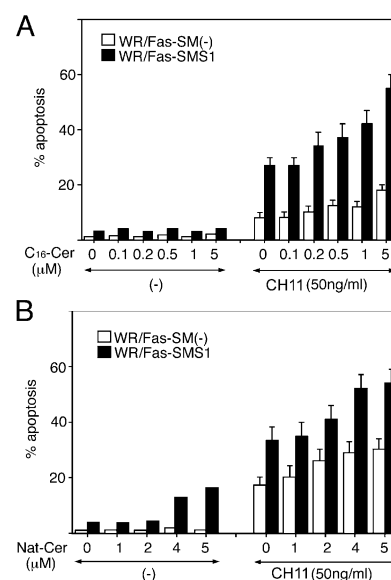 A
WR/Fas-SM(-)
WR/Fas-SMS1
% apoptosis
60
40
20
C16-Cer (μM)
0 0.1 0.2 0.5 1 5 0 0.1 0.2 0.5 1 5
(-)
CH11 (50ng/ml)
B
WR/Fas-SM(-)
WR/Fas-SMS1
% apoptosis
60
40
20
Nat-Cer (μM)
0 1 2 4 5 0 1 2 4 5
(-)
CH11 (50ng/ml)